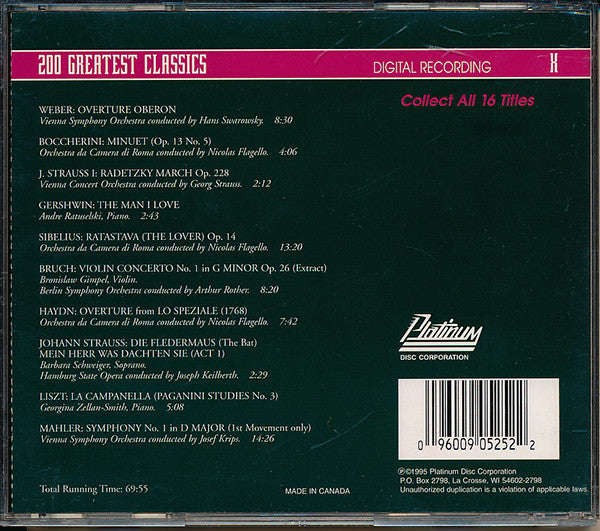 200 GREATEST CLASSICS
DIGITAL RECORDING
X
Collect All 16 Titles
WEBER: OVERTURE OBERON
Vienna Symphony Orchestra conducted by Hans Swarowsky. 8:30
BOCCHERINI: MINUET (Op. 13 No. 5)
Orchestra da Camera di Roma conducted by Nicolas Flagello. 4:06
J. STRAUSS I: RADETZKY MARCH Op. 228
Vienna Concert Orchestra conducted by Georg Strauss. 2:12
GERSHWIN: THE MAN I LOVE
Andre Ratuselski, Piano. 2:43
SIBELIUS: RATASTAVA (THE LOVER) Op. 14
Orchestra da Camera di Roma conducted by Nicolas Flagello. 13:20
BRUCH: VIOLIN CONCERTO No. 1 in G MINOR Op. 26 (Extract)
Bronislaw Gimpel, Violin.
Berlin Symphony Orchestra conducted by Arthur Rother. 8:20
HAYDN: OVERTURE from LO SPEZIALE (1768)
Orchestra da Camera di Roma conducted by Nicolas Flagello. 7:42
JOHANN STRAUSS: DIE FLEDERMAUS (The Bat)
MEIN HERR WAS DACHTEN SIE (ACT 1)
Barbara Schweiger, Soprano.
Hamburg State Opera conducted by Joseph Keilberth. 2:29
LISZT: LA CAMPANELLA (PAGANINI STUDIES No. 3)
Georgina Zellan-Smith, Piano. 5:08
MAHLER: SYMPHONY No. 1 in D MAJOR (1st Movement only)
Vienna Symphony Orchestra conducted by Josef Krips. 14:26
Total Running Time: 69:55
MADE IN CANADA
Platinum
DISC CORPORATION
0 96009 05252 2
℗©1995 Platinum Disc Corporation
P.O. Box 2798, La Crosse, WI 54602-2798
Unauthorized duplication is a violation of applicable laws.